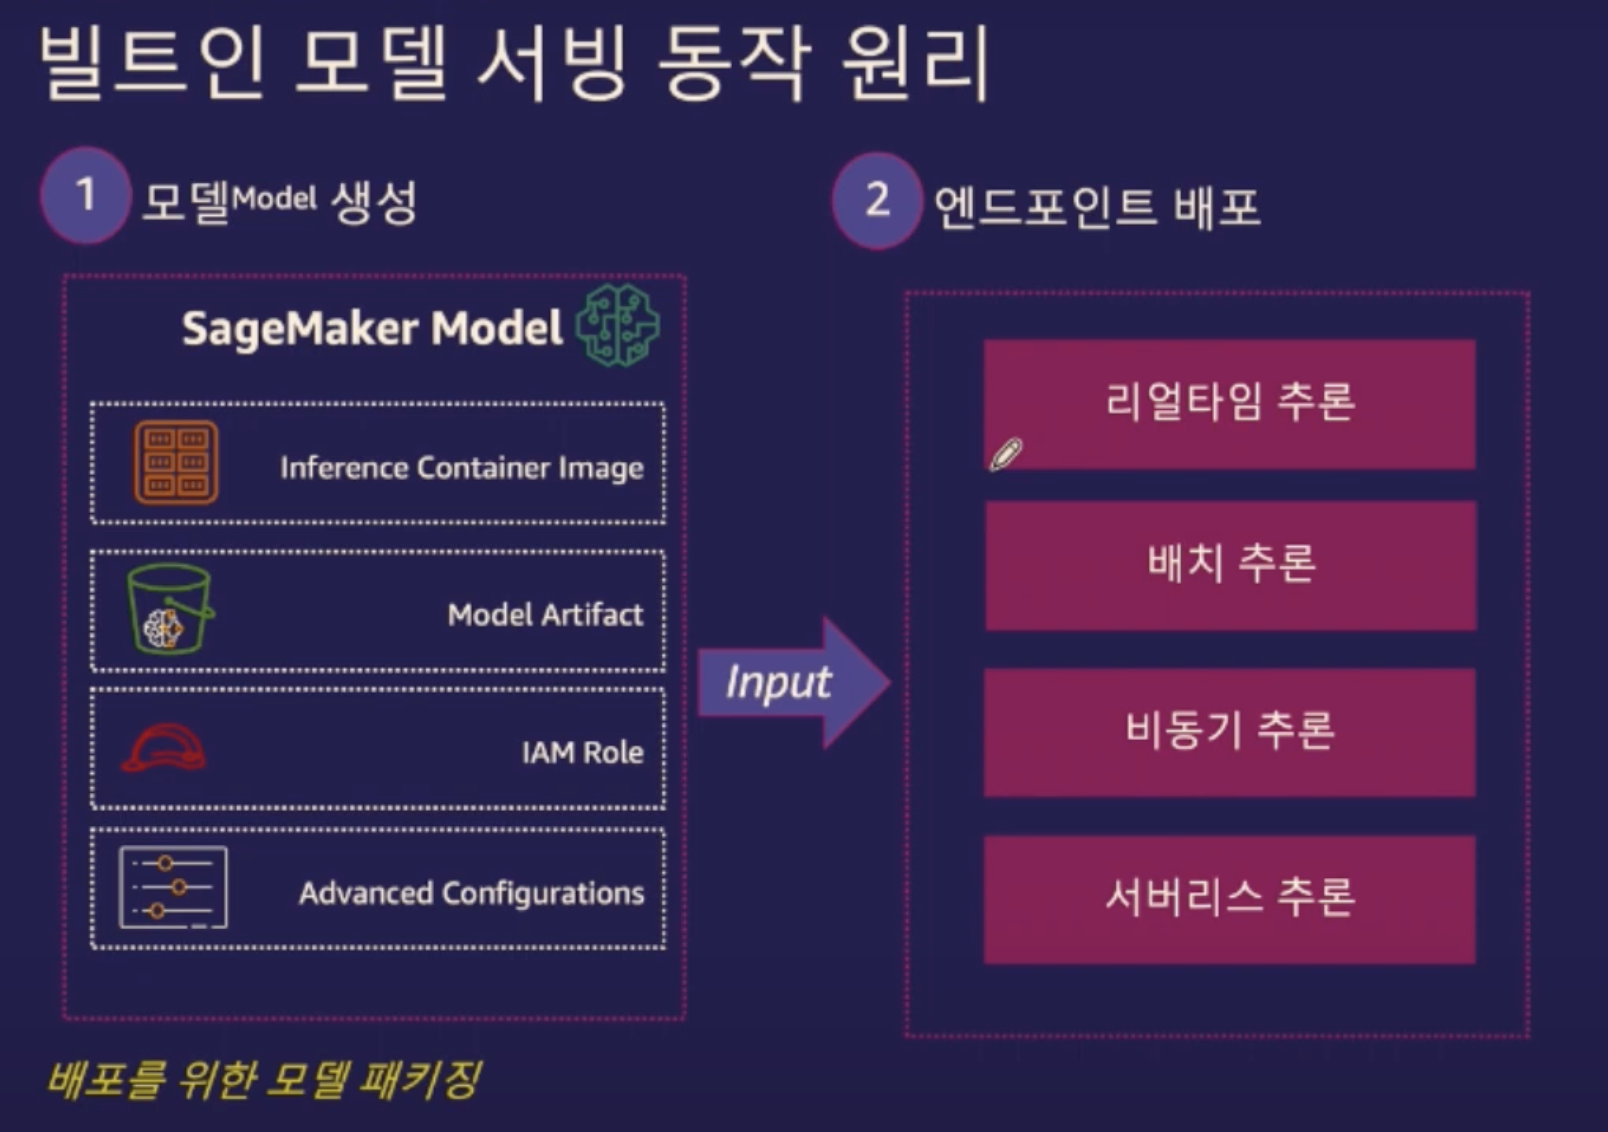 빌트인 모델 서빙 동작 원리
1 모델Model 생성
SageMaker Model
Inference Container Image
Model Artifact
IAM Role
Advanced Configurations
배포를 위한 모델 패키징
Input
2 엔드포인트 배포
리얼타임 추론
배치 추론
비동기 추론
서버리스 추론